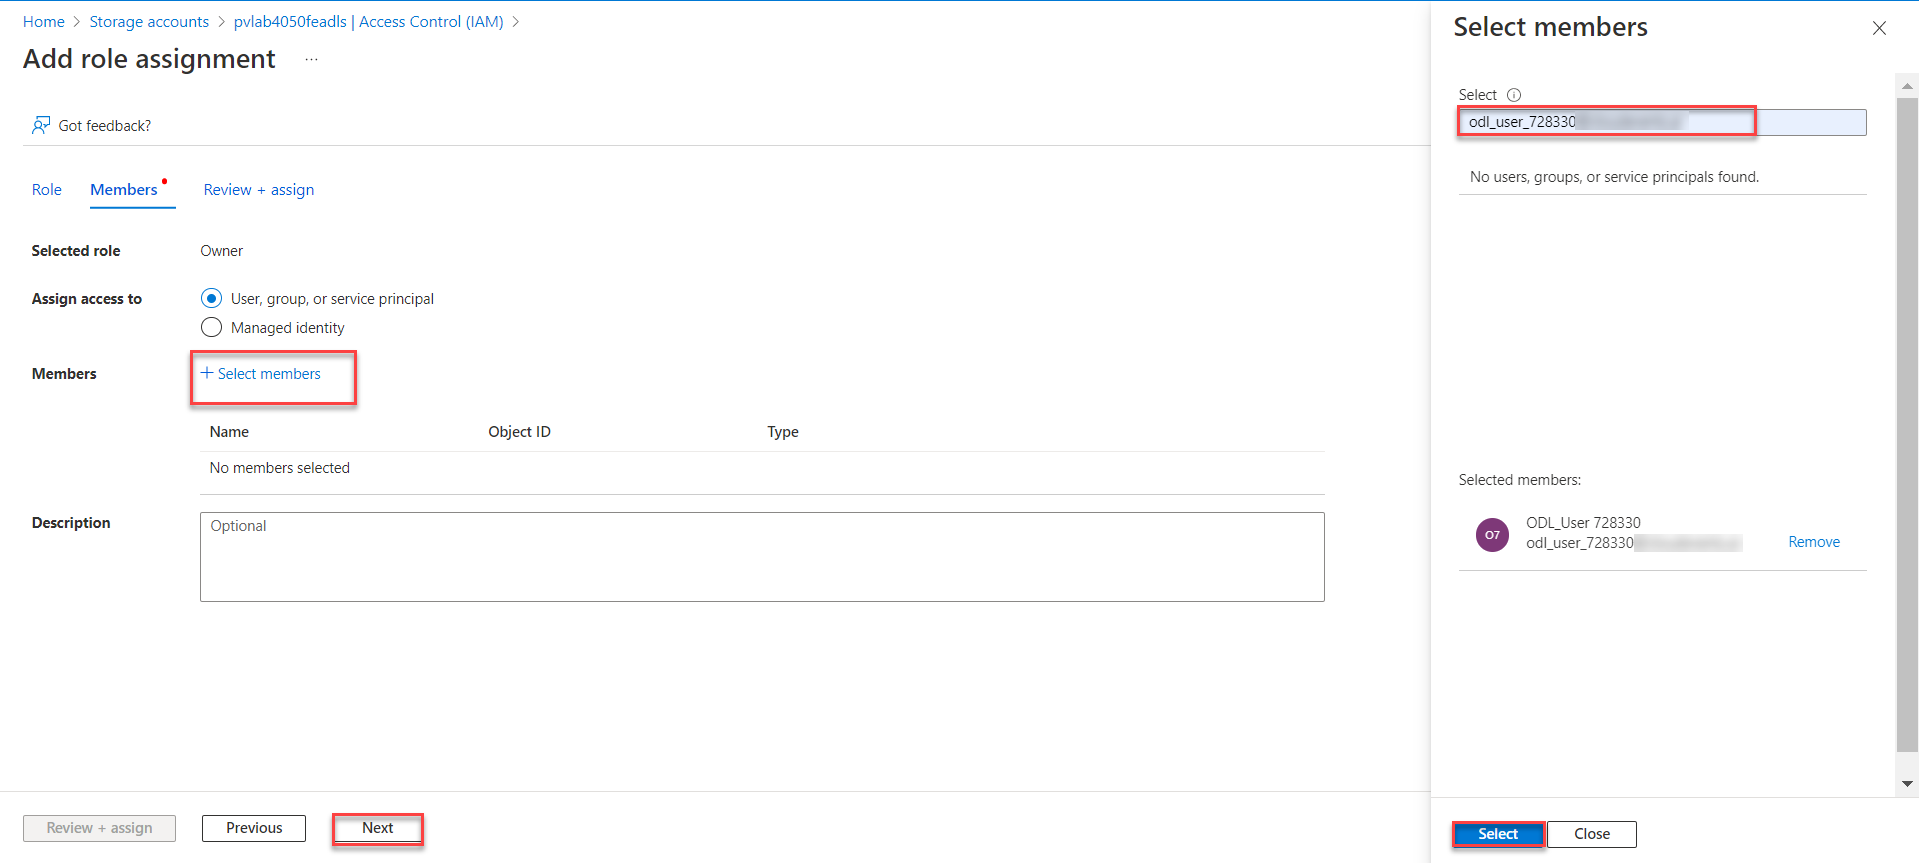 Home > Storage accounts > pvlab4050feadls | Access Control (IAM) >
Add role assignment ...
Got feedback?
Role Members Review + assign
Selected role Owner
Assign access to User, group, or service principal
Managed identity
Members + Select members
Name Object ID Type
No members selected
Description Optional
Review + assign Previous Next
Select members
Select
odl_user_728330
No users, groups, or service principals found.
Selected members:
O7
ODL_User 728330
odl_user_728330
Remove
Select Close